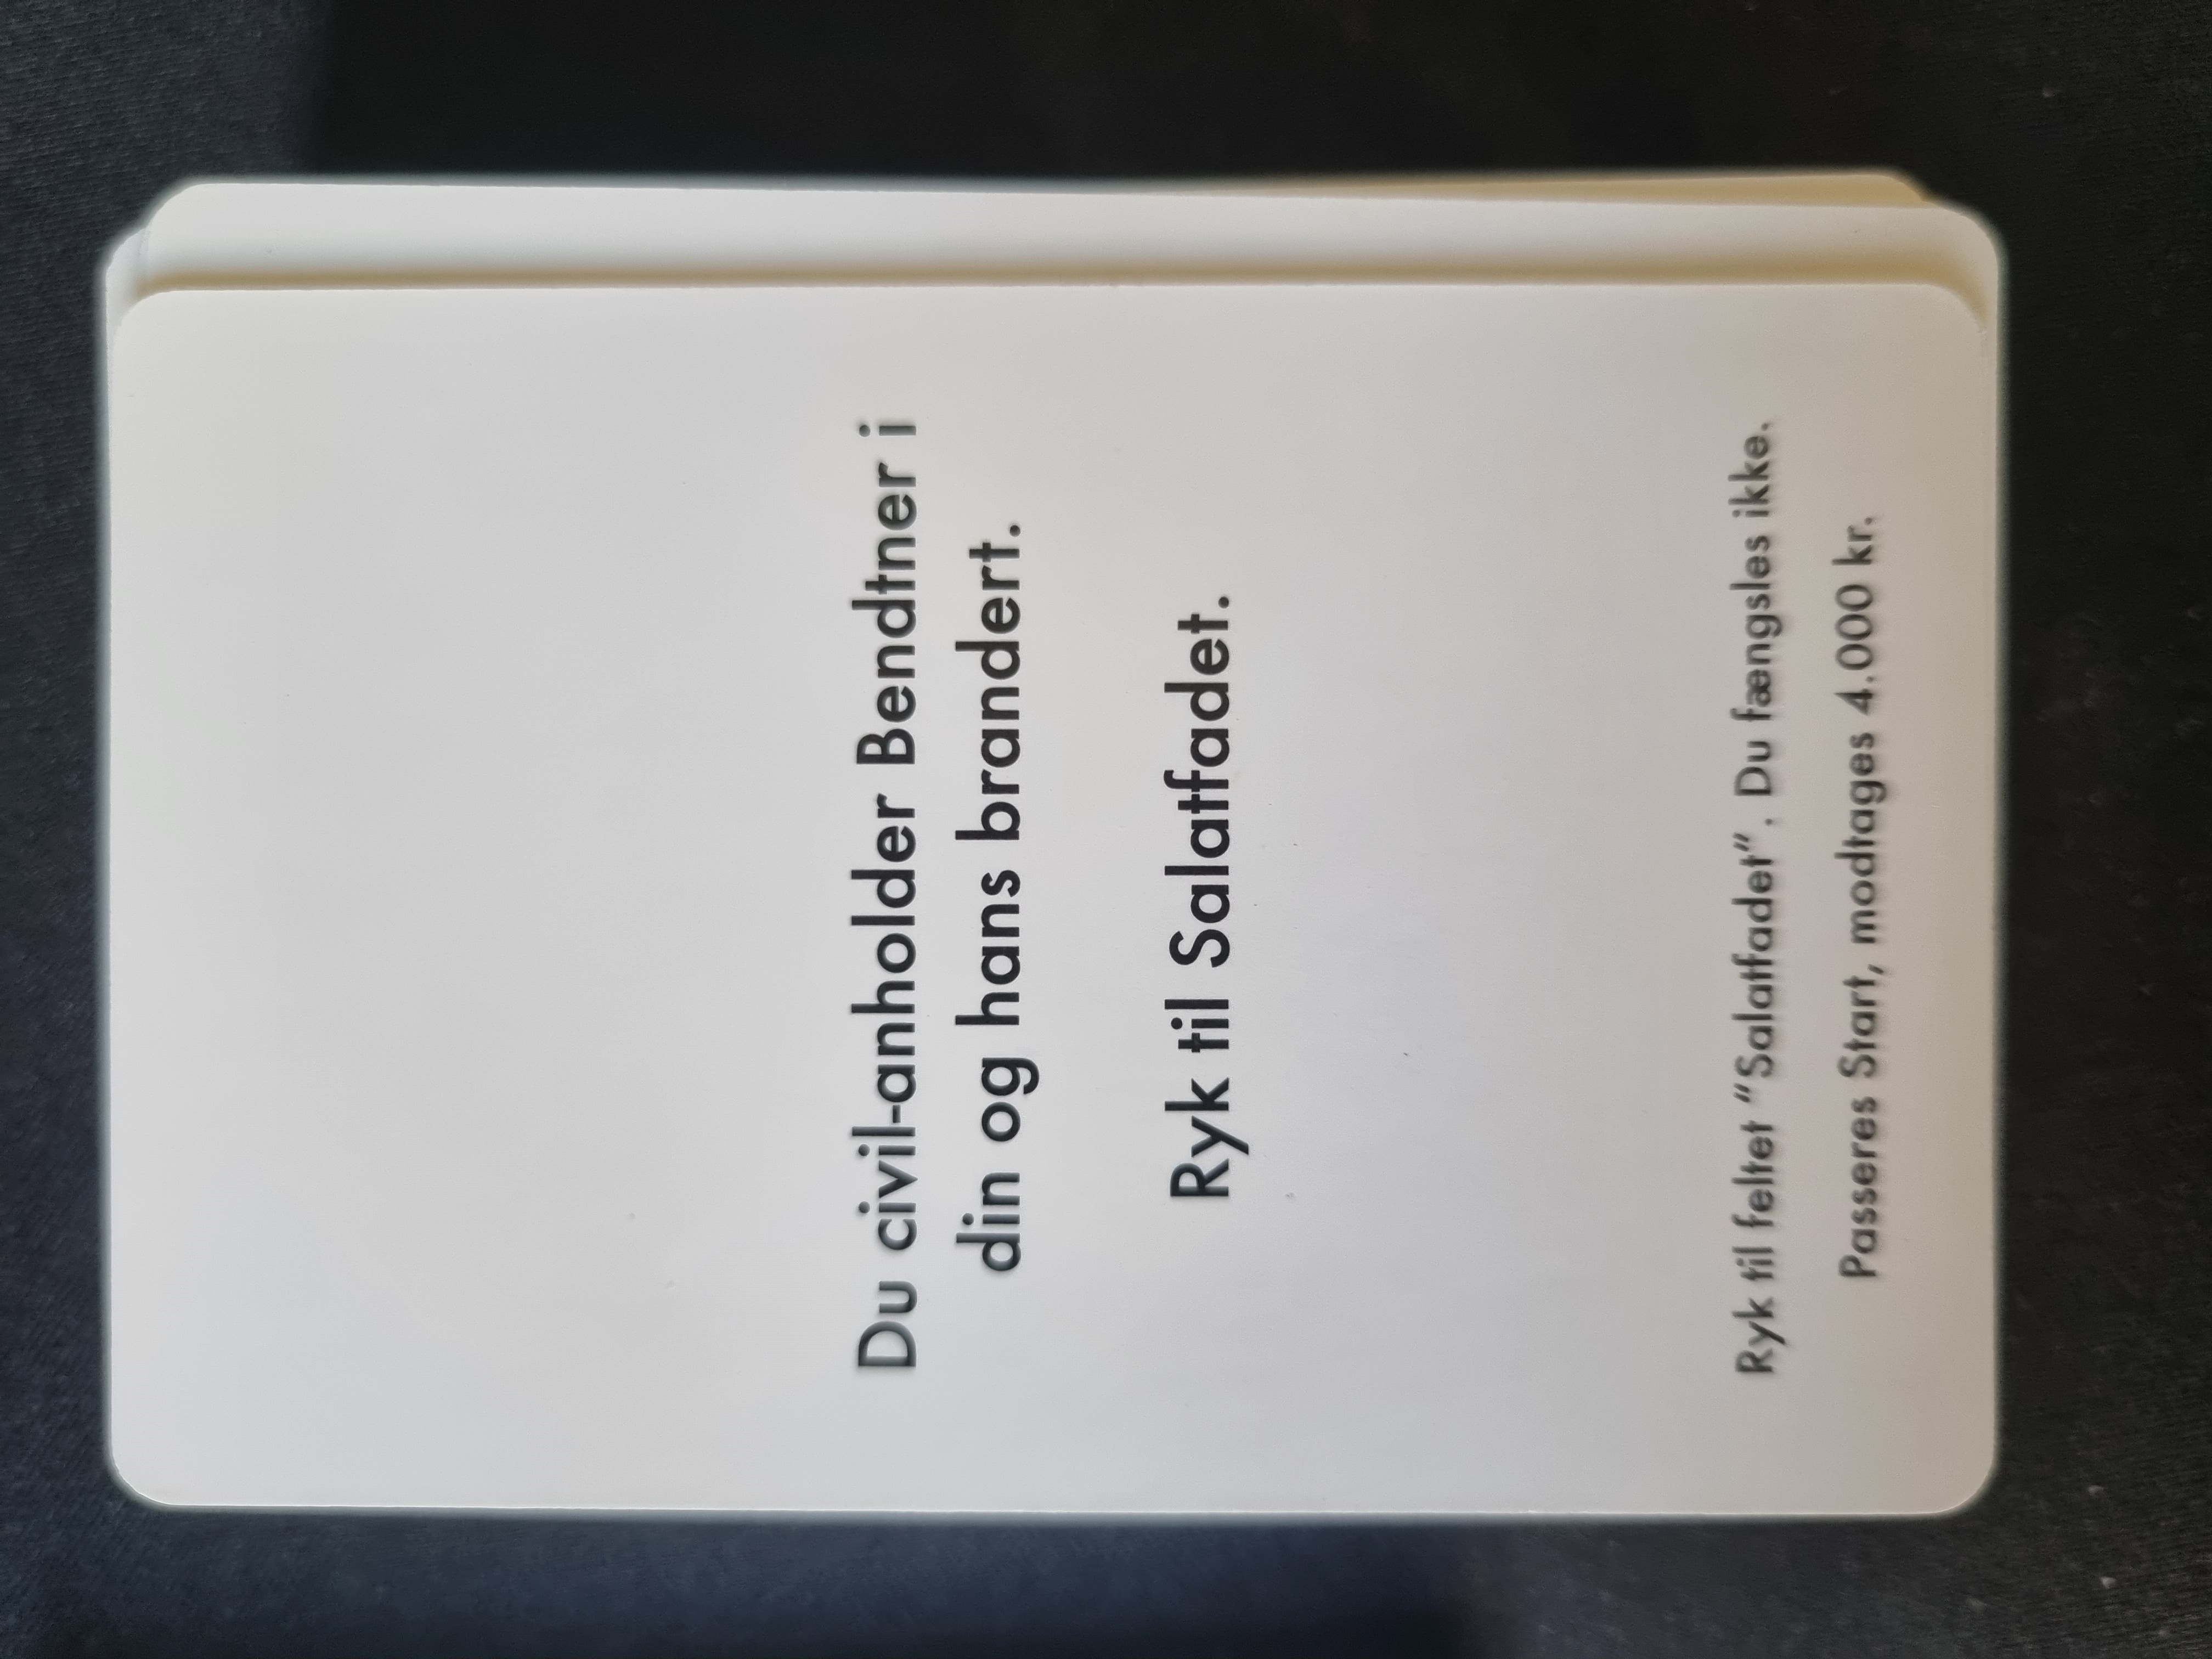 Du civil-anholder Bendtner i
din og hans brandert.
Ryk til Salatfadet.
Ryk til feltet "Salatfadet". Du fængsles ikke.
Passeres Start, modtages 4.000 kr.